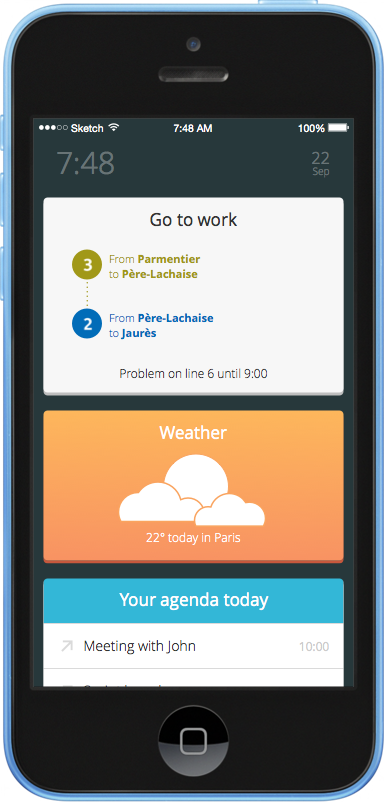 Sketch 7:48 AM 100%
7:48 22
Sep
Go to work
3 From Parmentier
to Père-Lachaise
2 From Père-Lachaise
to Jaurès
Problem on line 6 until 9:00
Weather
22° today in Paris
Your agenda today
Meeting with John 10:00